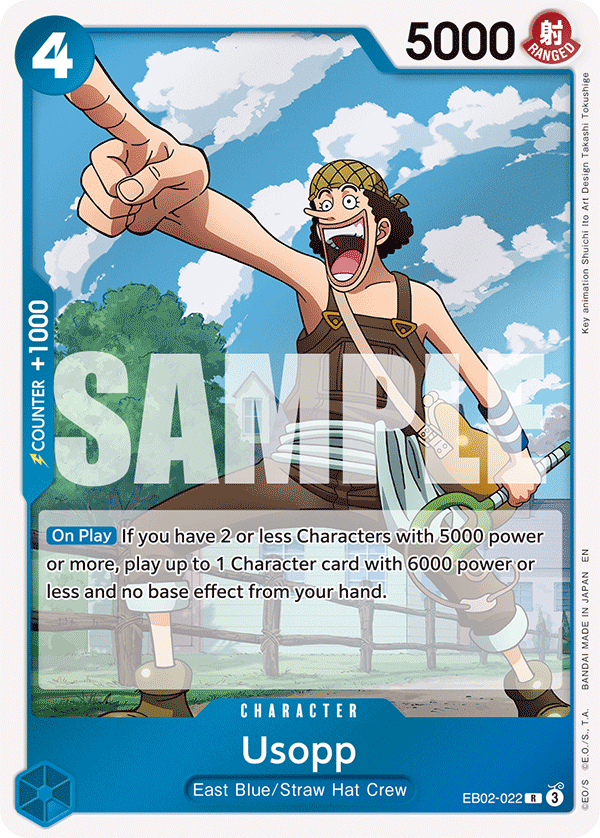 4
5000
射
RANGED
Key animation Shuichi Ito Art Design Takashi Tokushige
COUNTER +1000
SAMPLE
On Play If you have 2 or less Characters with 5000 power
or more, play up to 1 Character card with 6000 power or
less and no base effect from your hand.
CHARACTER
Usopp
East Blue/Straw Hat Crew
EB02-022 R 3
©E.O/S ©E.O./S., T.A. BANDAI MADE IN JAPAN EN